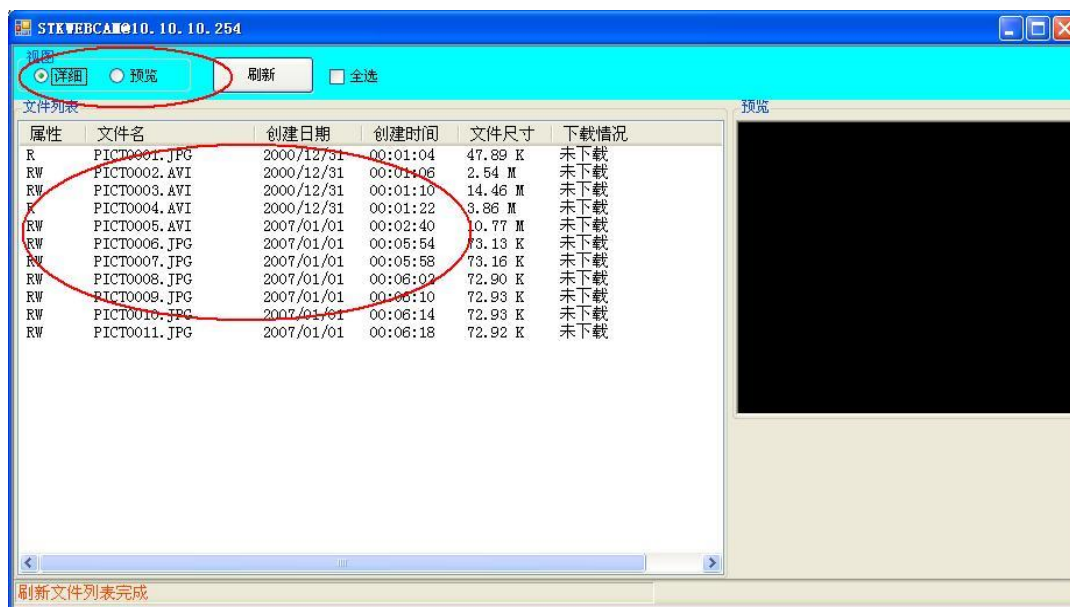 STKWEBCAM@10.10.10.254
视图
详细 预览 刷新 全选
文件列表 预览
属性 文件名 创建日期 创建时间 文件尺寸 下载情况
R PICT0001.JPG 2000/12/31 00:01:04 47.89 K 未下载
RW PICT0002.AVI 2000/12/31 00:01:06 2.54 M 未下载
RW PICT0003.AVI 2000/12/31 00:01:10 14.46 M 未下载
R PICT0004.AVI 2000/12/31 00:01:22 3.86 M 未下载
RW PICT0005.AVI 2007/01/01 00:02:40 10.77 M 未下载
RW PICT0006.JPG 2007/01/01 00:05:54 73.13 K 未下载
RW PICT0007.JPG 2007/01/01 00:05:58 73.16 K 未下载
RW PICT0008.JPG 2007/01/01 00:06:02 72.90 K 未下载
RW PICT0009.JPG 2007/01/01 00:06:10 72.93 K 未下载
RW PICT0010.JPG 2007/01/01 00:06:14 72.93 K 未下载
RW PICT0011.JPG 2007/01/01 00:06:18 72.92 K 未下载
刷新文件列表完成